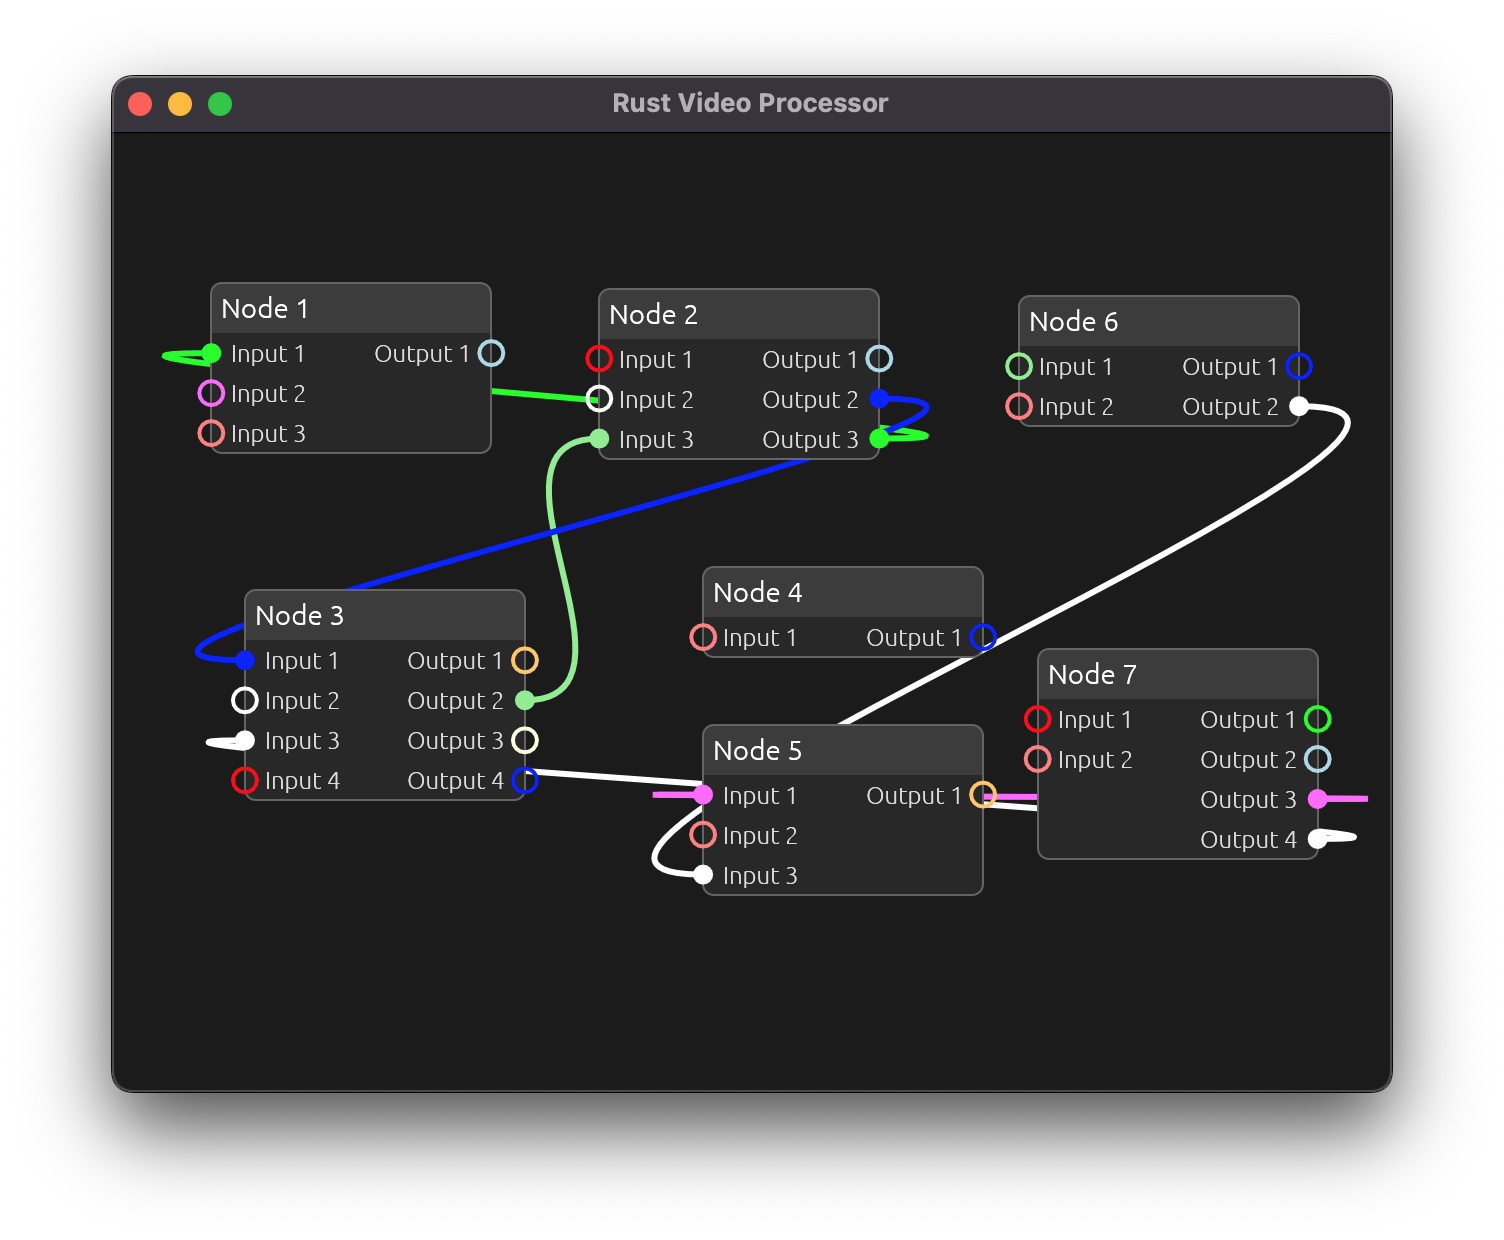 Rust Video Processor
Node 1
Input 1 Output 1
Input 2
Input 3
Node 2
Input 1 Output 1
Input 2 Output 2
Input 3 Output 3
Node 6
Input 1 Output 1
Input 2 Output 2
Node 3
Input 1 Output 1
Input 2 Output 2
Input 3 Output 3
Input 4 Output 4
Node 4
Input 1 Output 1
Node 5
Input 1 Output 1
Input 2
Input 3
Node 7
Input 1 Output 1
Input 2 Output 2
Output 3
Output 4